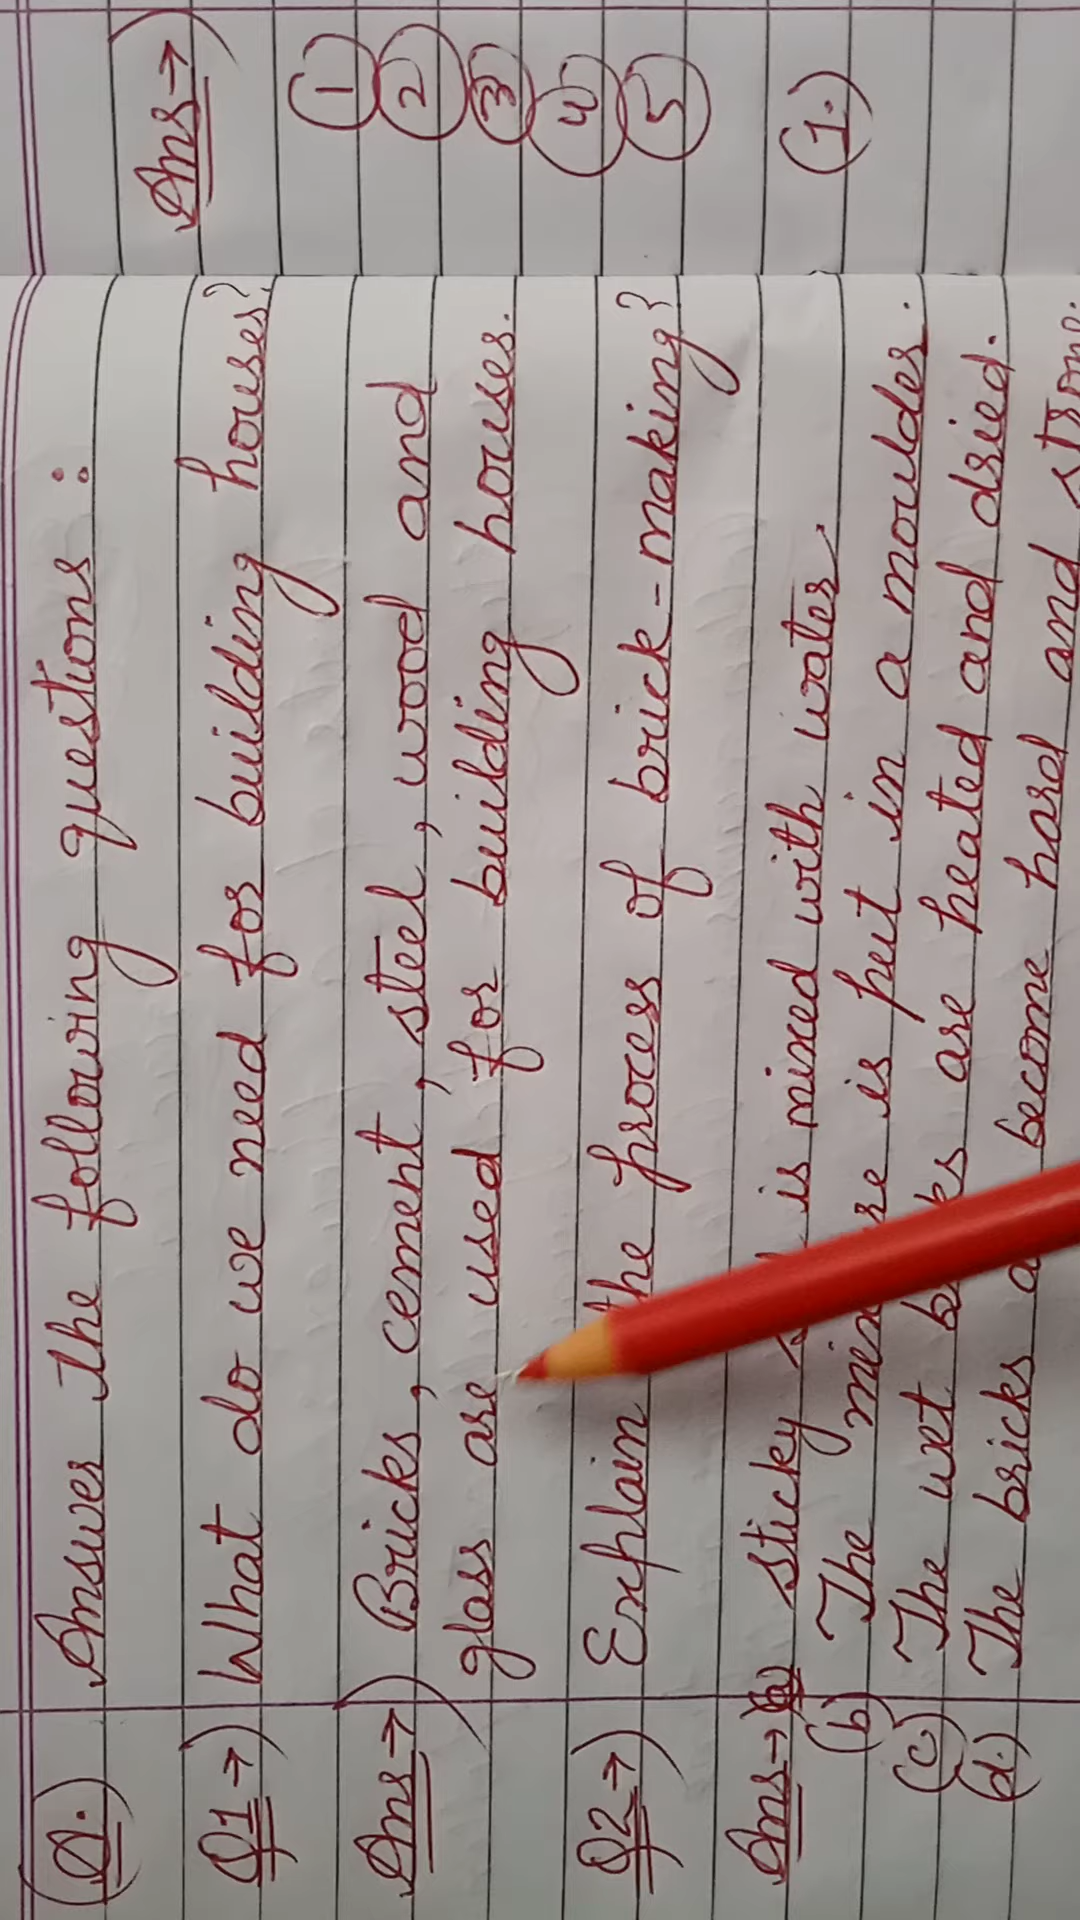 Q.) Answer the following questions :
Q1→) What do we need for building houses?
Ans→) Bricks, cement, steel, wood and
glass are used for building houses.
Q2→) Explain the process of brick-making?
Ans→(a) Sticky is mixed with water.
(b) The mixture is put in a moulder.
(c) The wet bricks are heated and dried.
(d.) The bricks become hard and
Ans→)
1
2
3
4
5
(1.)